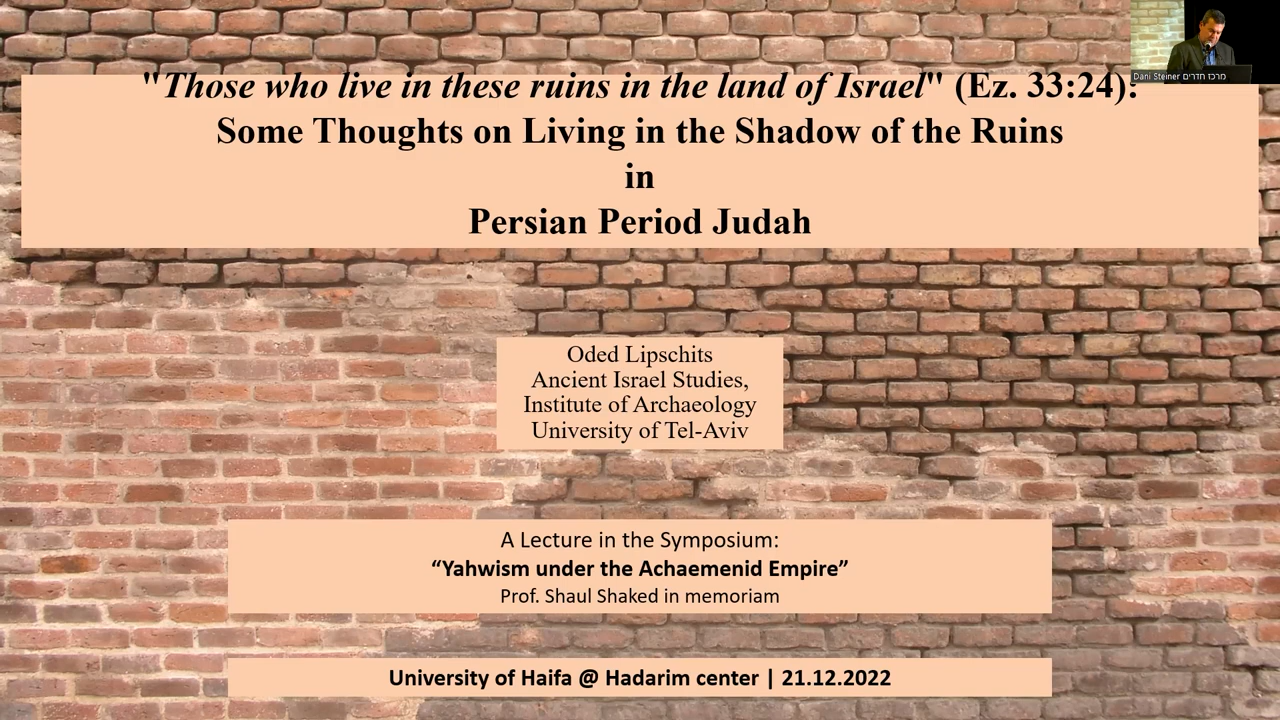 "Those who live in these ruins in the land of Israel" (Ez. 33:24):
Some Thoughts on Living in the Shadow of the Ruins
in
Persian Period Judah
Dani Steiner מרכז חדרים
Oded Lipschits
Ancient Israel Studies,
Institute of Archaeology
University of Tel-Aviv
A Lecture in the Symposium:
“Yahwism under the Achaemenid Empire”
Prof. Shaul Shaked in memoriam
University of Haifa @ Hadarim center | 21.12.2022